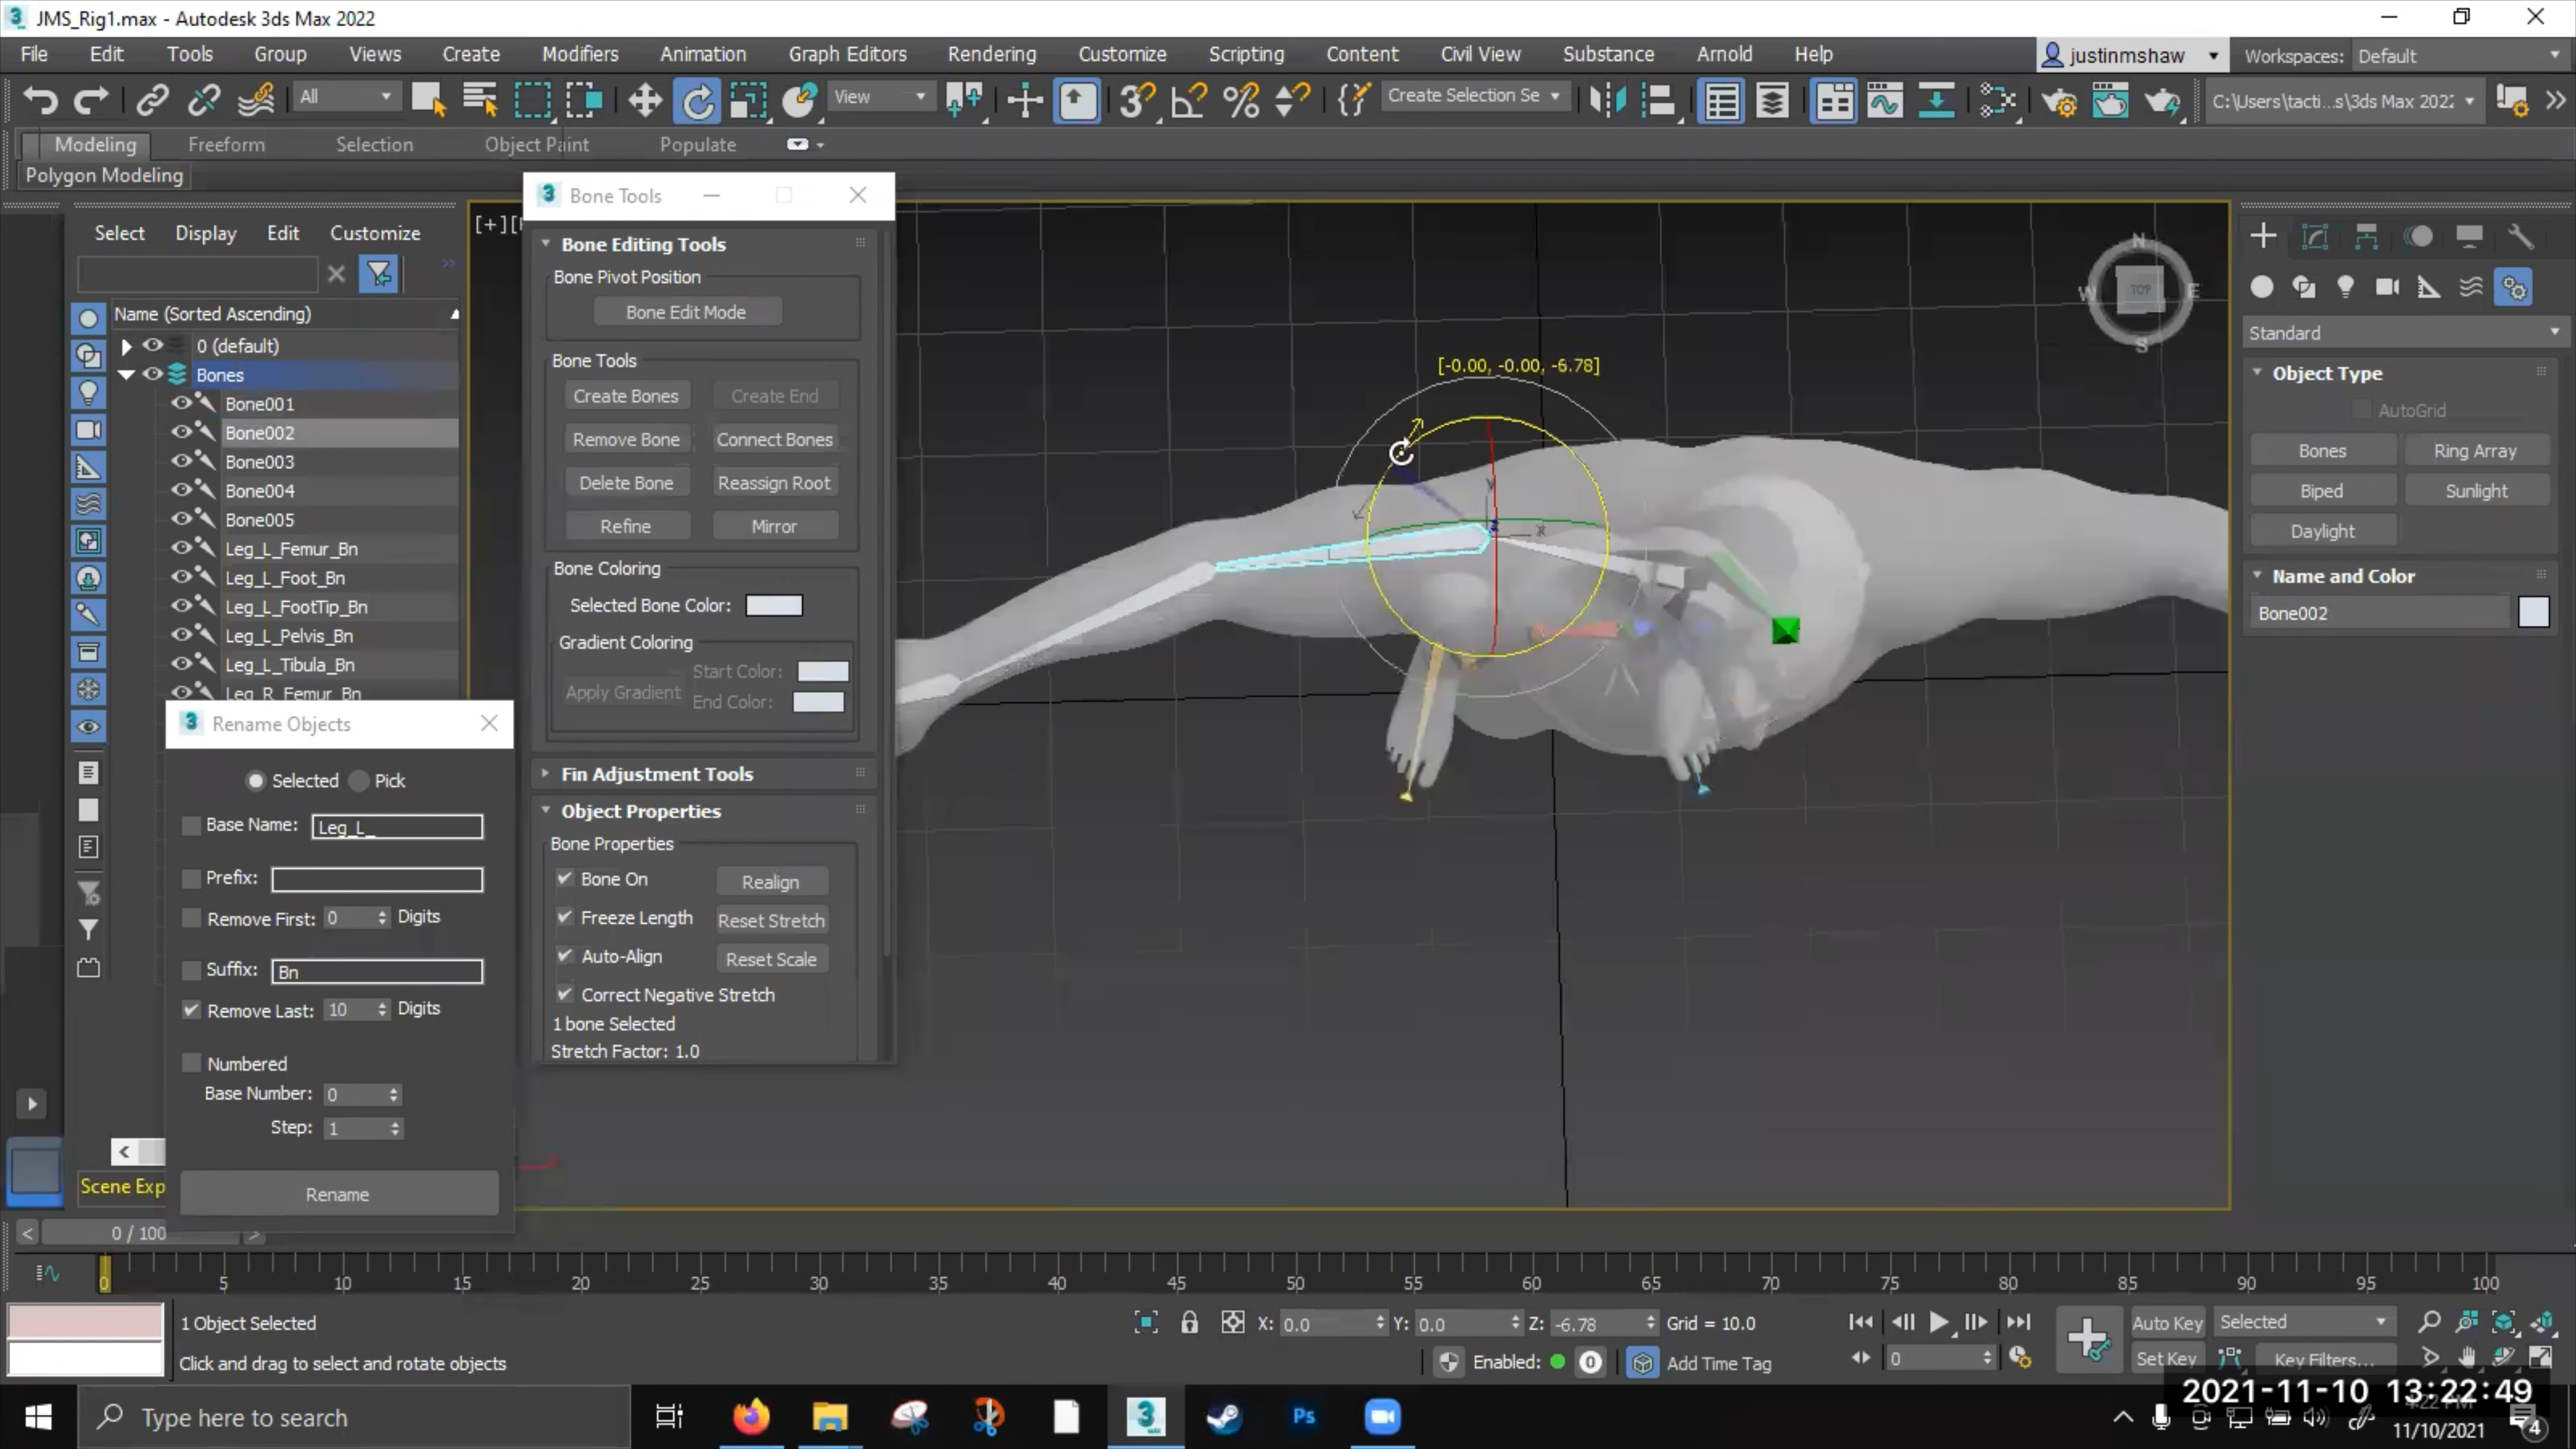 JMS_Rig1.max - Autodesk 3ds Max 2022
File Edit Tools Group Views Create Modifiers Animation Graph Editors Rendering Customize Scripting Content Civil View Substance Arnold Help justinmshaw Workspaces: Default
All View Create Selection Se C:\Users\tacti...s\3ds Max 2022
Modeling Freeform Selection Object Paint Populate
Polygon Modeling
Select Display Edit Customize
Name (Sorted Ascending)
0 (default)
Bones
Bone001
Bone002
Bone003
Bone004
Bone005
Leg_L_Femur_Bn
Leg_L_Foot_Bn
Leg_L_FootTip_Bn
Leg_L_Pelvis_Bn
Leg_L_Tibula_Bn
Leg_R_Femur_Bn
Rename Objects
Selected Pick
Base Name: Leg_L_
Prefix:
Remove First: 0 Digits
Suffix: Bn
Remove Last: 10 Digits
Numbered
Base Number: 0
Step: 1
Rename
Scene Exp
Bone Tools
Bone Editing Tools
Bone Pivot Position
Bone Edit Mode
Bone Tools
Create Bones Create End
Remove Bone Connect Bones
Delete Bone Reassign Root
Refine Mirror
Bone Coloring
Selected Bone Color:
Gradient Coloring
Start Color:
Apply Gradient
End Color:
Fin Adjustment Tools
Object Properties
Bone Properties
Bone On Realign
Freeze Length Reset Stretch
Auto-Align Reset Scale
Correct Negative Stretch
1 bone Selected
Stretch Factor: 1.0
[+]
[-0.00, -0.00, -6.78]
y
x
N
W TOP E
S
Standard
Object Type
AutoGrid
Bones Ring Array
Biped Sunlight
Daylight
Name and Color
Bone002
0 / 100
0 5 10 15 20 25 30 35 40 45 50 55 60 65 70 75 80 85 90 95 100
1 Object Selected X: 0.0 Y: 0.0 Z: -6.78 Grid = 10.0 Auto Key Selected
Click and drag to select and rotate objects Enabled: 0 Add Time Tag 0 Set Key Key Filters...
2021-11-10 13:22:49
Type here to search
Ps
11/10/2021
4